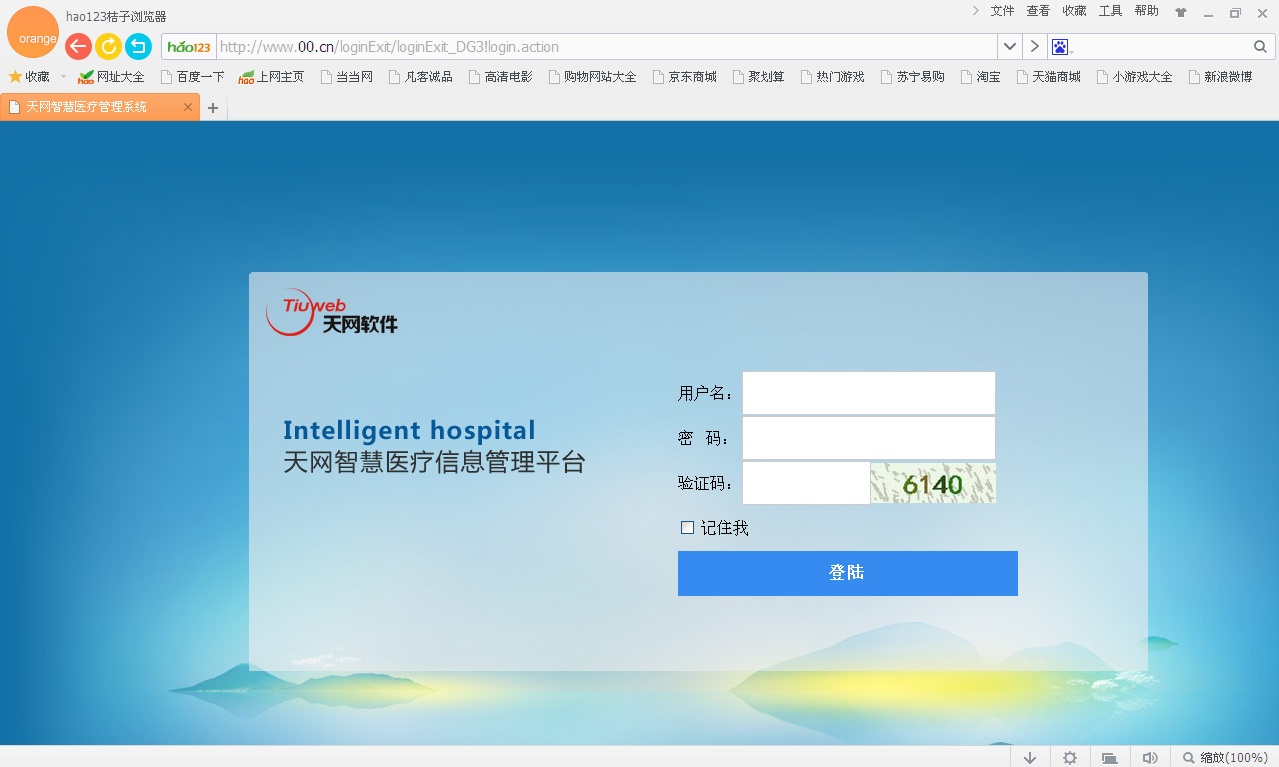 hao123桔子浏览器
文件 查看 收藏 工具 帮助
orange
hao123 http://www.00.cn/loginExit/loginExit_DG3!login.action
收藏 hao 网址大全 百度一下 hao 上网主页 当当网 凡客诚品 高清电影 购物网站大全 京东商城 聚划算 热门游戏 苏宁易购 淘宝 天猫商城 小游戏大全 新浪微博
天网智慧医疗管理系统
Tiuweb
天网软件
用户名：
密 码：
Intelligent hospital
天网智慧医疗信息管理平台
验证码： 6140
记住我
登陆
缩放(100%)